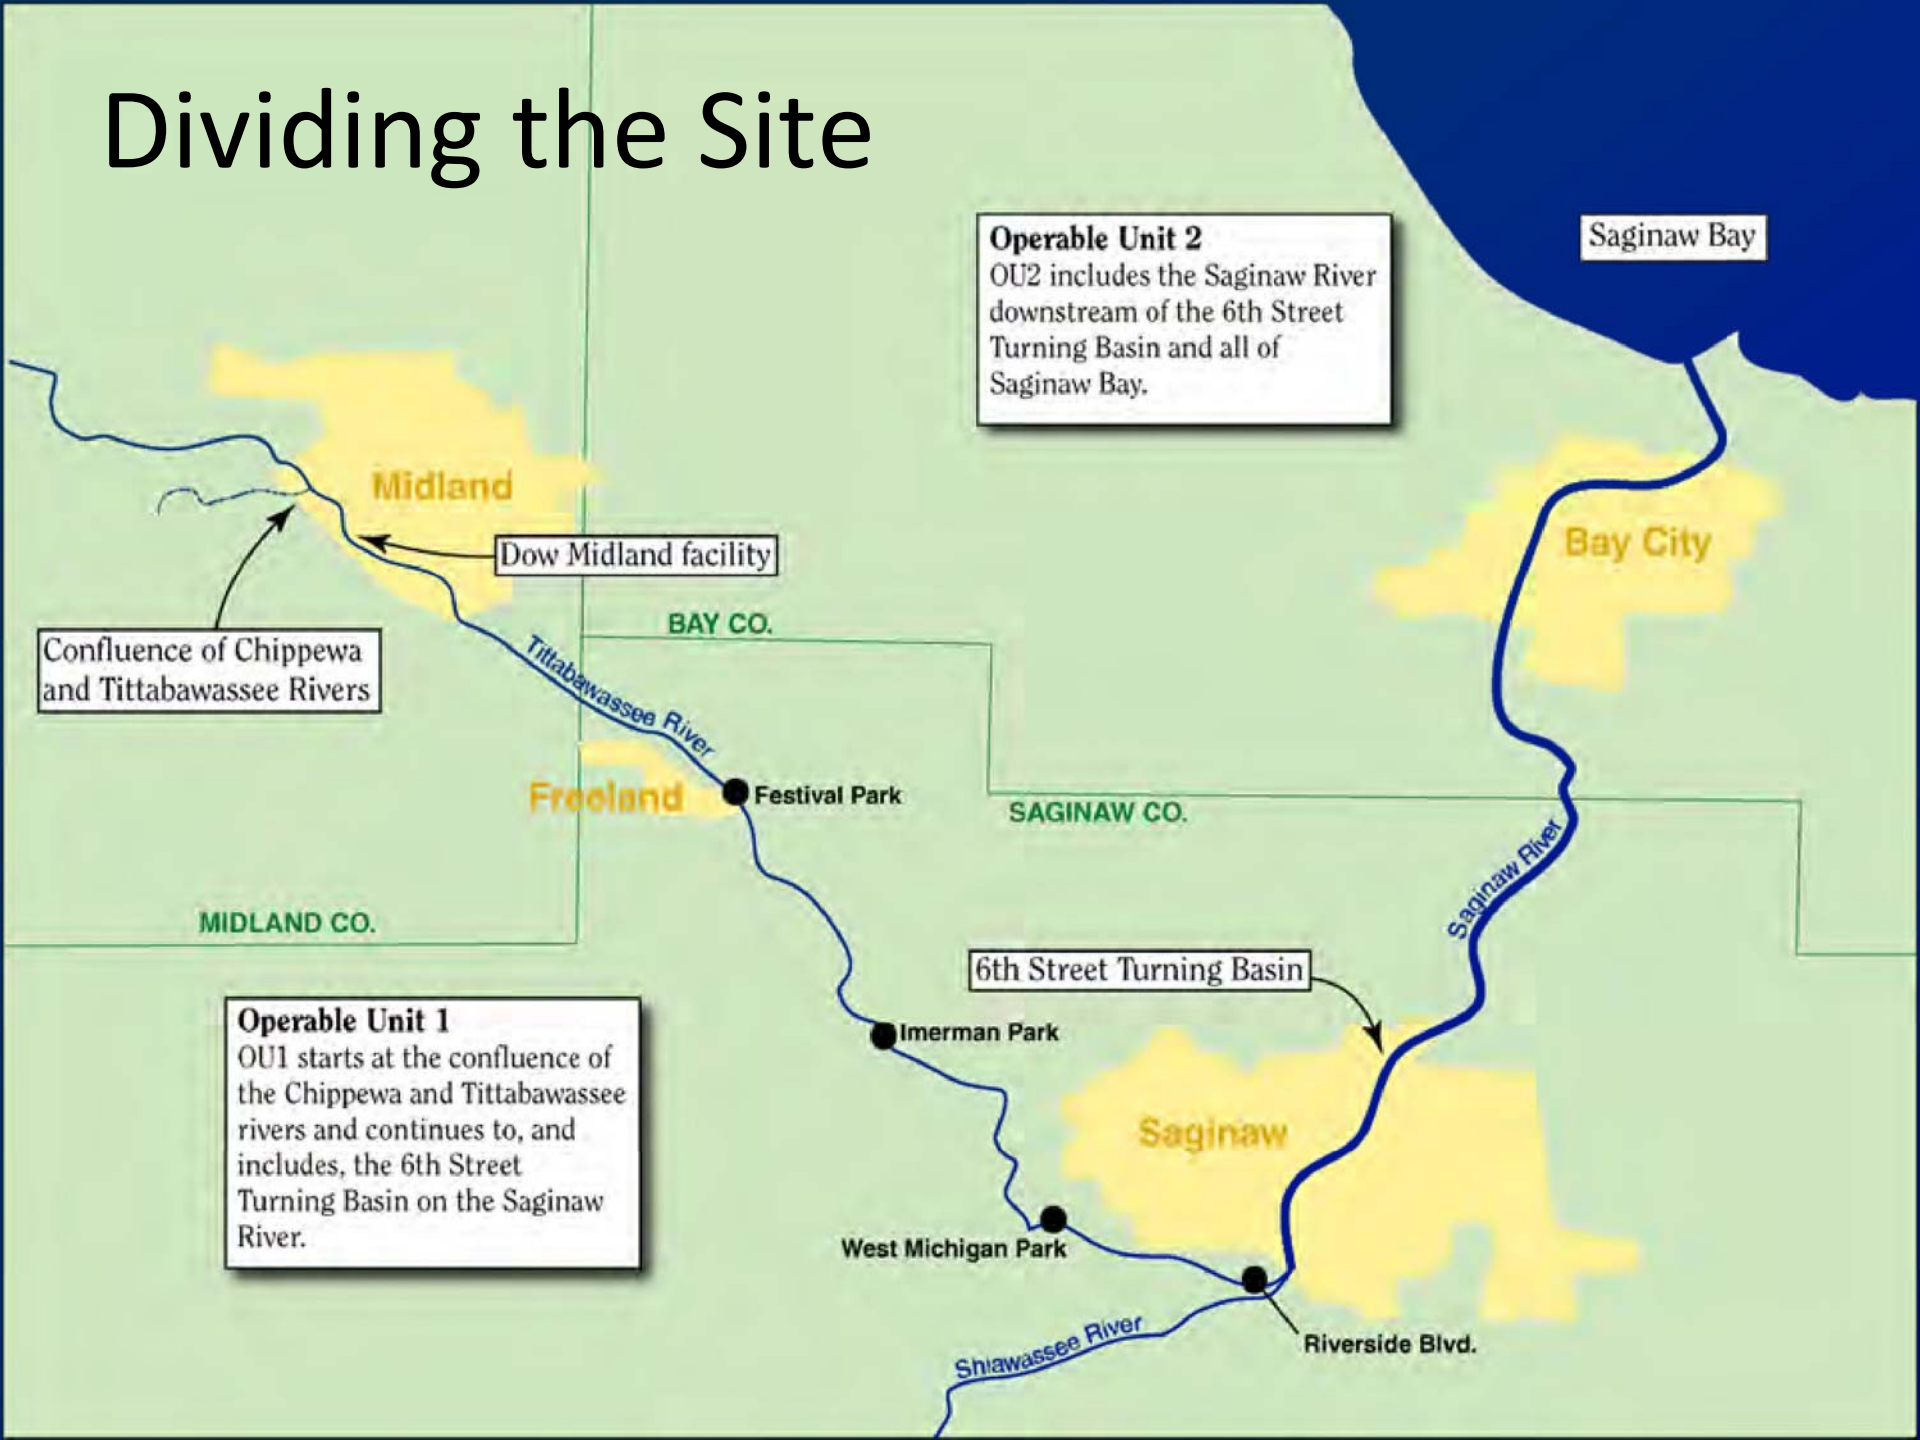 Dividing the Site
Operable Unit 2
OU2 includes the Saginaw River
downstream of the 6th Street
Turning Basin and all of
Saginaw Bay.
Saginaw Bay
Midland
Bay City
Dow Midland facility
BAY CO.
Confluence of Chippewa
and Tittabawassee Rivers
Tittabawassee River
Freeland
Festival Park
SAGINAW CO.
Saginaw River
MIDLAND CO.
6th Street Turning Basin
Operable Unit 1
OU1 starts at the confluence of
the Chippewa and Tittabawassee
rivers and continues to, and
includes, the 6th Street
Turning Basin on the Saginaw
River.
Imerman Park
Saginaw
West Michigan Park
Shiawassee River
Riverside Blvd.